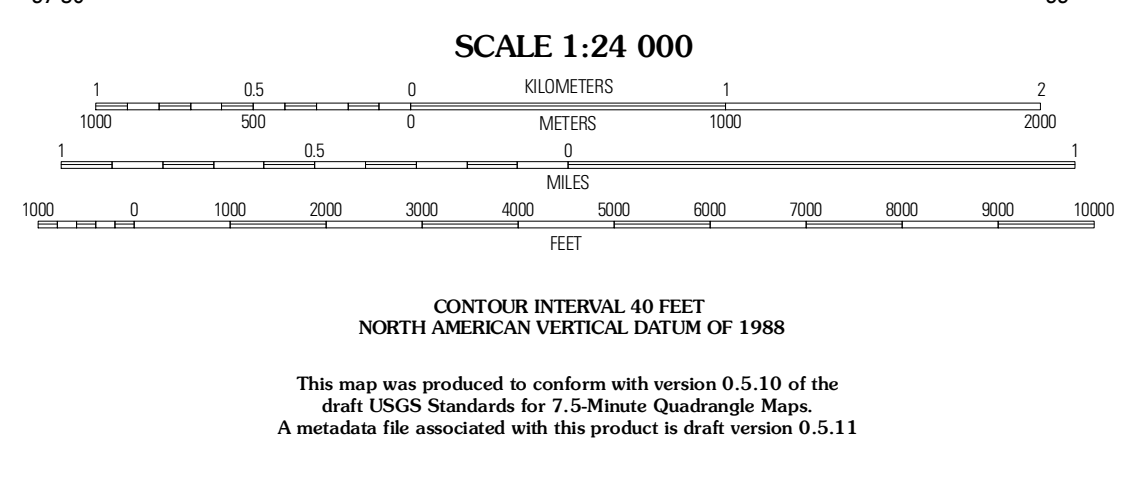 SCALE 1:24 000
1 0.5 0 KILOMETERS 1 2
1000 500 0 METERS 1000 2000
1 0.5 0 1
MILES
1000 0 1000 2000 3000 4000 5000 6000 7000 8000 9000 10000
FEET
CONTOUR INTERVAL 40 FEET
NORTH AMERICAN VERTICAL DATUM OF 1988
This map was produced to conform with version 0.5.10 of the
draft USGS Standards for 7.5-Minute Quadrangle Maps.
A metadata file associated with this product is draft version 0.5.11